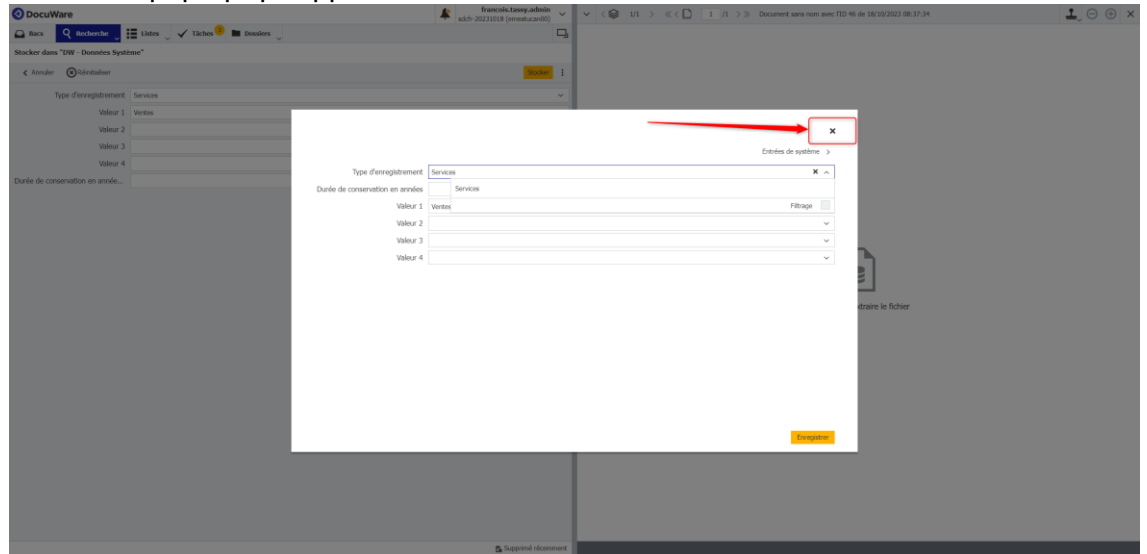 DocuWare
francois.tassy.admin
1/1
1 /1
Document sans nom avec l'ID 46 de 18/10/2023 08:37:34
Bacs Recherche Listes Tâches Dossiers
Stocker dans "DW - Données Système"
Annuler Réinitialiser Stocker
Type d'enregistrement Services
Valeur 1 Ventes
Valeur 2
Valeur 3
Valeur 4
Durée de conservation en année...
Entrées de système
Type d'enregistrement Services
Services
Durée de conservation en années
Valeur 1 Ventes Filtrage
Valeur 2
Valeur 3
Valeur 4
xtraire le fichier
Enregistrer
Supprimé récemment